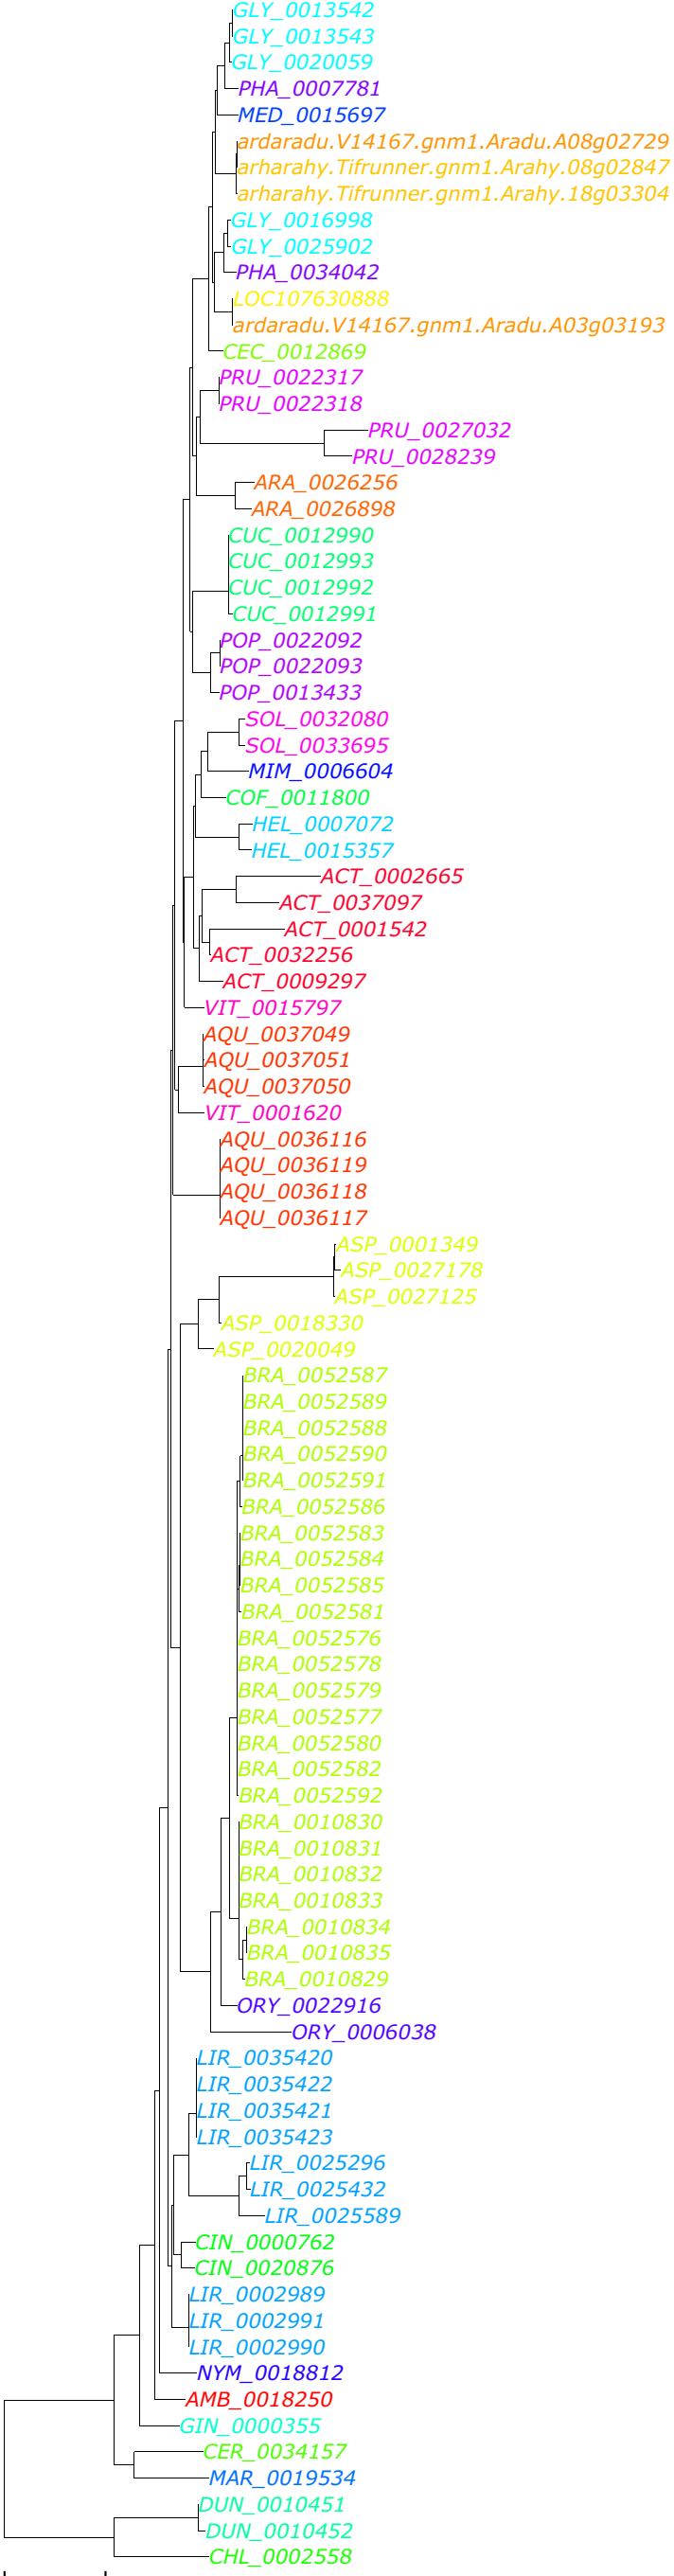 GLY_0013542
GLY_0013543
GLY_0020059
PHA_0007781
MED_0015697
ardaradu.V14167.gnm1.Aradu.A08g02729
arharahy.Tifrunner.gnm1.Arahy.08g02847
arharahy.Tifrunner.gnm1.Arahy.18g03304
GLY_0016998
GLY_0025902
PHA_0034042
LOC107630888
ardaradu.V14167.gnm1.Aradu.A03g03193
CEC_0012869
PRU_0022317
PRU_0022318
PRU_0027032
PRU_0028239
ARA_0026256
ARA_0026898
CUC_0012990
CUC_0012993
CUC_0012992
CUC_0012991
POP_0022092
POP_0022093
POP_0013433
SOL_0032080
SOL_0033695
MIM_0006604
COF_0011800
HEL_0007072
HEL_0015357
ACT_0002665
ACT_0037097
ACT_0001542
ACT_0032256
ACT_0009297
VIT_0015797
AQU_0037049
AQU_0037051
AQU_0037050
VIT_0001620
AQU_0036116
AQU_0036119
AQU_0036118
AQU_0036117
ASP_0001349
ASP_0027178
ASP_0027125
ASP_0018330
ASP_0020049
BRA_0052587
BRA_0052589
BRA_0052588
BRA_0052590
BRA_0052591
BRA_0052586
BRA_0052583
BRA_0052584
BRA_0052585
BRA_0052581
BRA_0052576
BRA_0052578
BRA_0052579
BRA_0052577
BRA_0052580
BRA_0052582
BRA_0052592
BRA_0010830
BRA_0010831
BRA_0010832
BRA_0010833
BRA_0010834
BRA_0010835
BRA_0010829
ORY_0022916
ORY_0006038
LIR_0035420
LIR_0035422
LIR_0035421
LIR_0035423
LIR_0025296
LIR_0025432
LIR_0025589
CIN_0000762
CIN_0020876
LIR_0002989
LIR_0002991
LIR_0002990
NYM_0018812
AMB_0018250
GIN_0000355
CER_0034157
MAR_0019534
DUN_0010451
DUN_0010452
CHL_0002558